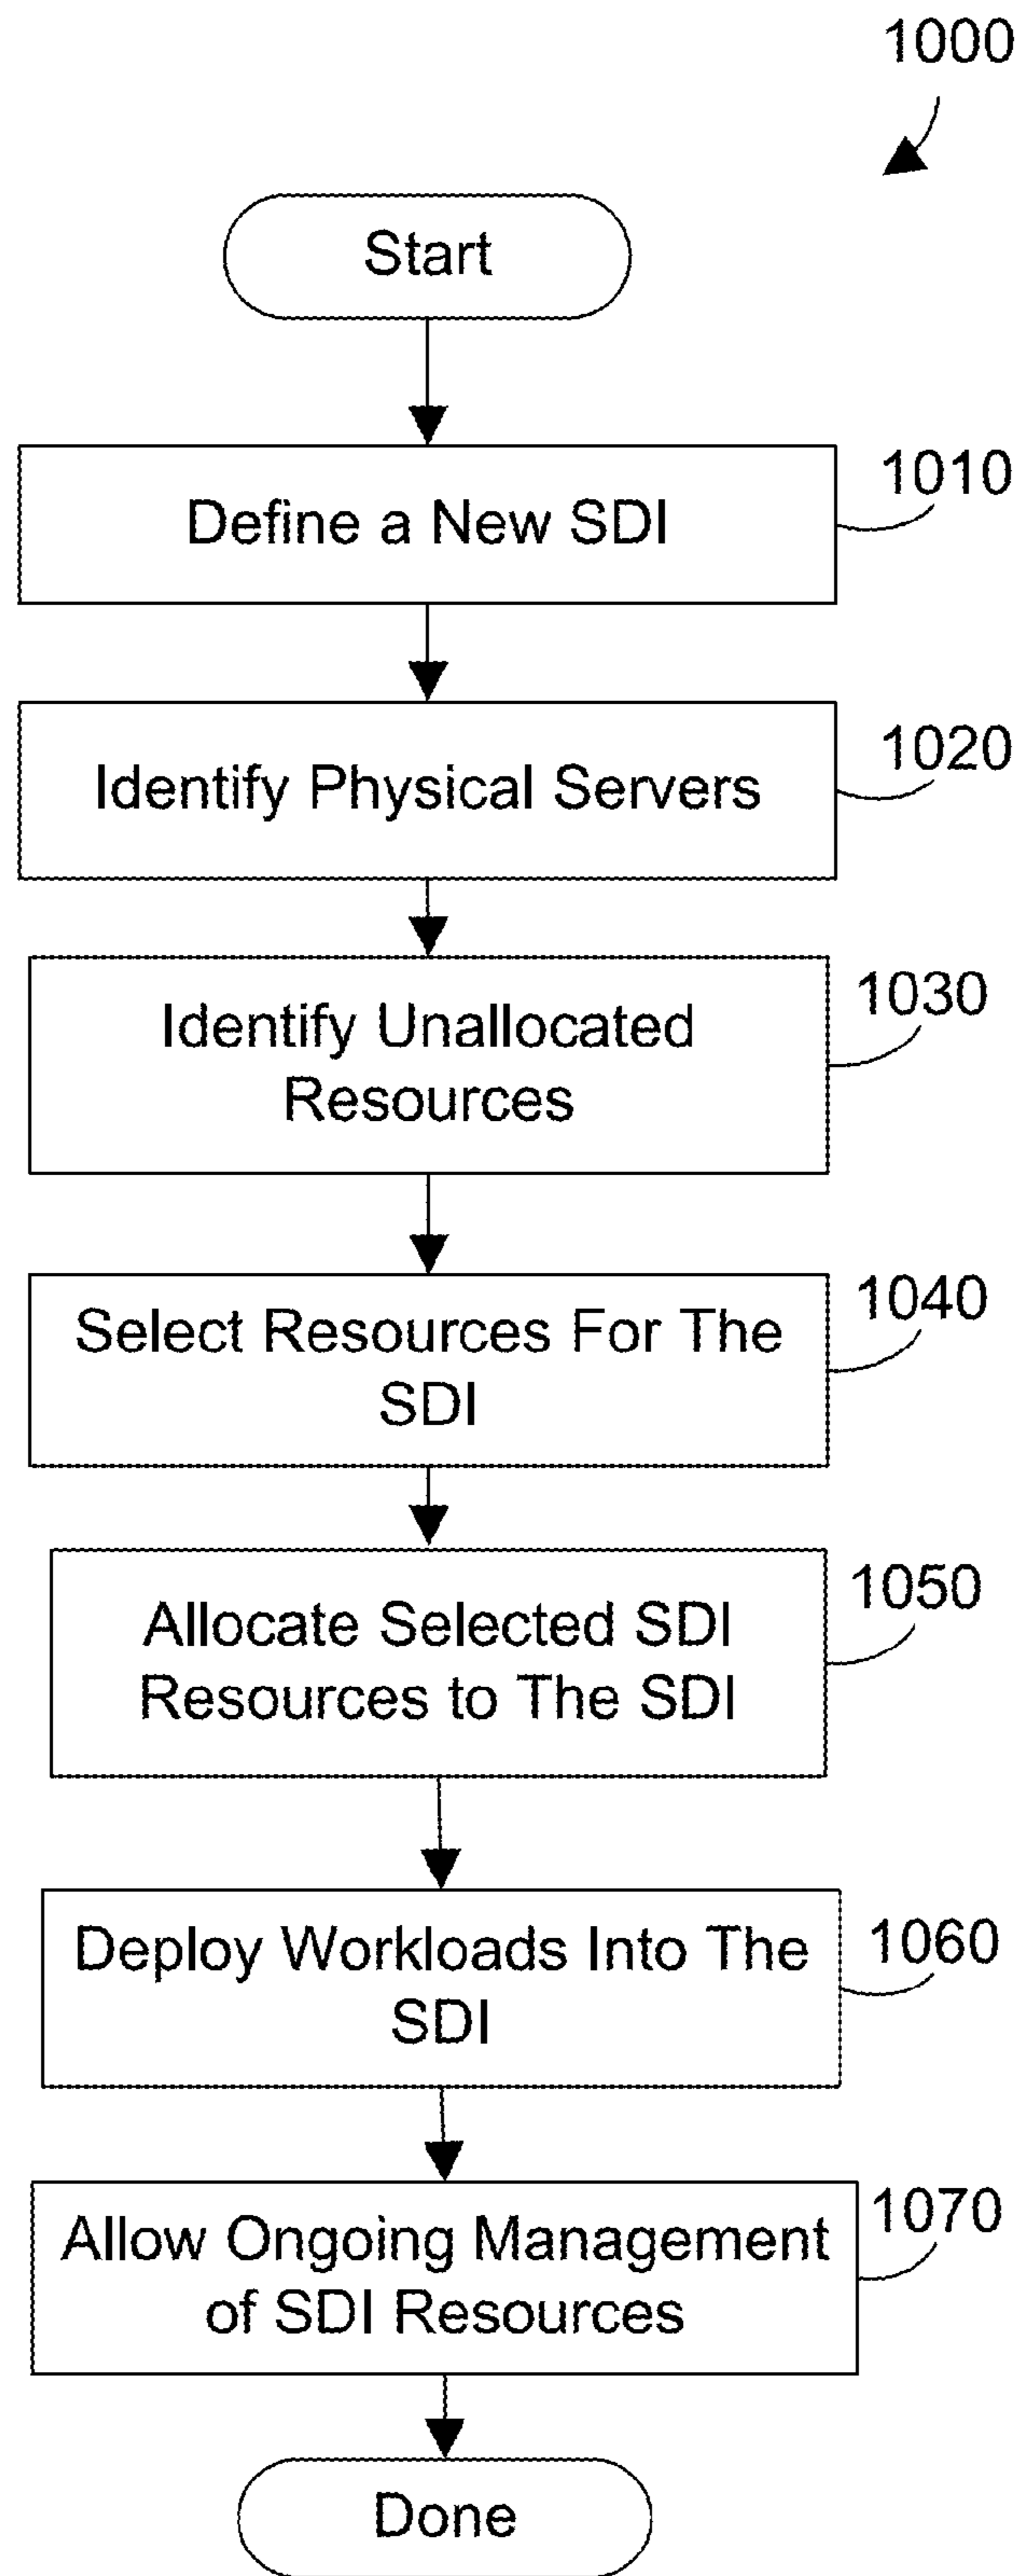 1000
Start
Define a New SDI
1010
Identify Physical Servers
1020
Identify Unallocated
Resources
1030
Select Resources For The
SDI
1040
Allocate Selected SDI
Resources to The SDI
1050
Deploy Workloads Into The
SDI
1060
Allow Ongoing Management
of SDI Resources
1070
Done